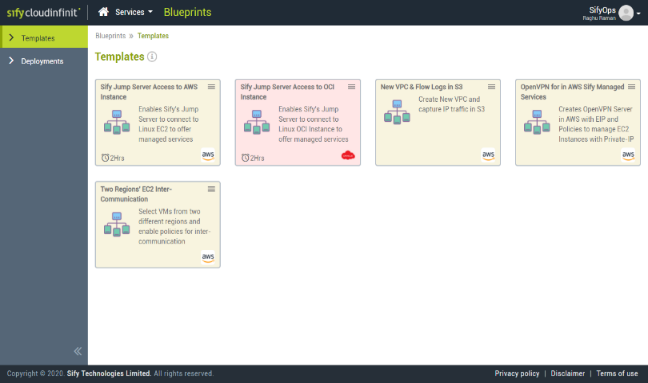 sify cloudinfinit
Services
Blueprints
SifyOps
Raghu Raman
Templates
Deployments
Blueprints » Templates
Templates
Sify Jump Server Access to AWS
Instance
Enables Sify's Jump
Server to connect to
Linux EC2 to offer
managed services
2Hrs
aws
Sify Jump Server Access to OCI
Instance
Enables Sify's Jump
Server to connect to
Linux OCI Instance to
offer managed services
2Hrs
New VPC & Flow Logs in S3
Create New VPC and
capture IP traffic in S3
aws
OpenVPN for in AWS Sify Managed
Services
Creates OpenVPN Server
in AWS with EIP and
Policies to manage EC2
Instances with Private-IP
aws
Two Regions' EC2 Inter-
Communication
Select VMs from two
different regions and
enable policies for inter-
communication
aws
Copyright © 2020. Sify Technologies Limited. All rights reserved.
Privacy policy | Disclaimer | Terms of use